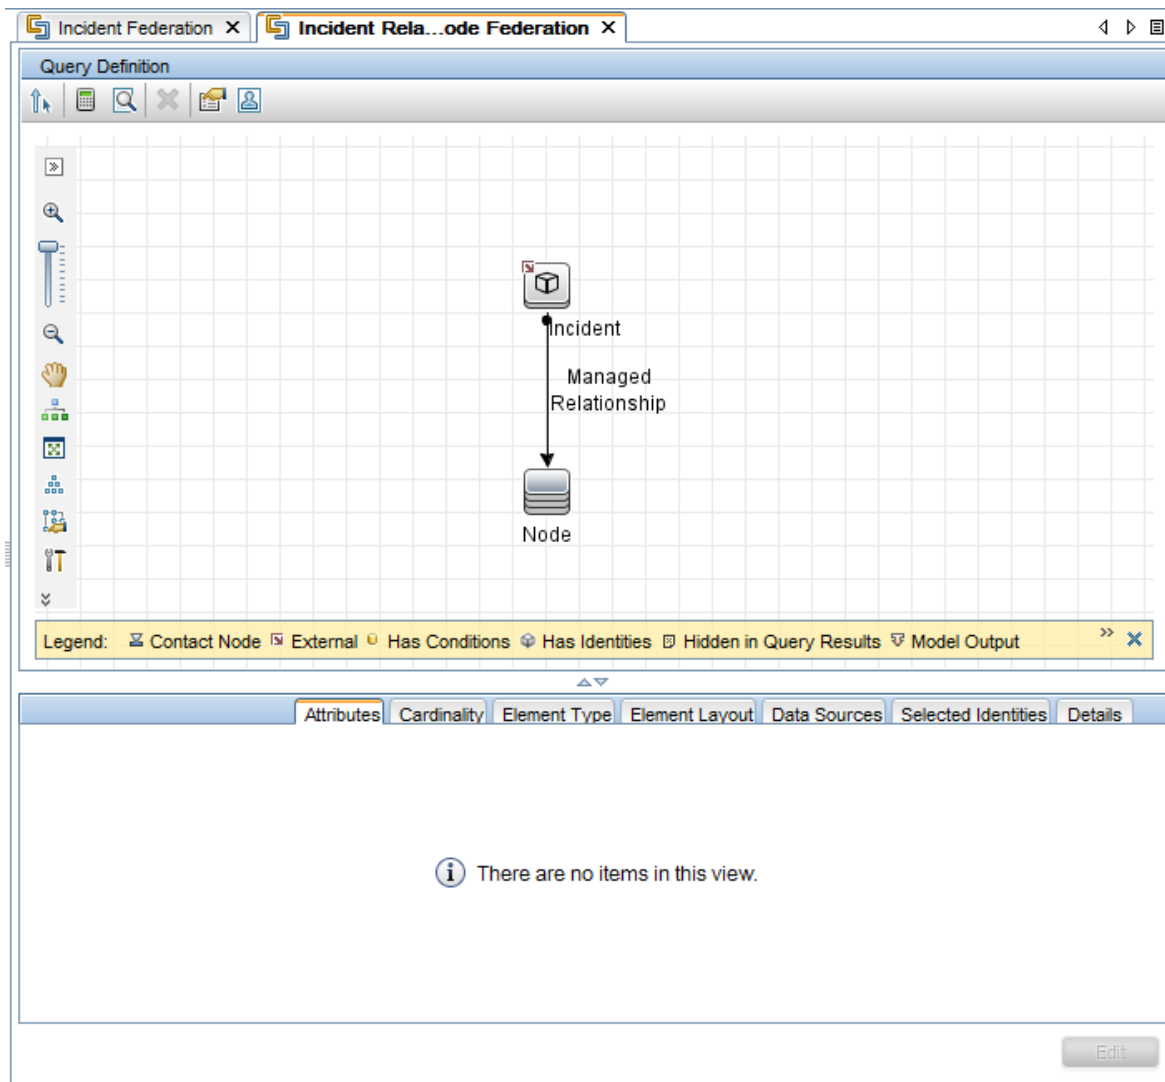 Incident Federation X Incident Rela...ode Federation X
Query Definition
Incident
Managed
Relationship
Node
Legend: Contact Node External Has Conditions Has Identities Hidden in Query Results Model Output
Attributes Cardinality Element Type Element Layout Data Sources Selected Identities Details
There are no items in this view.
Edit